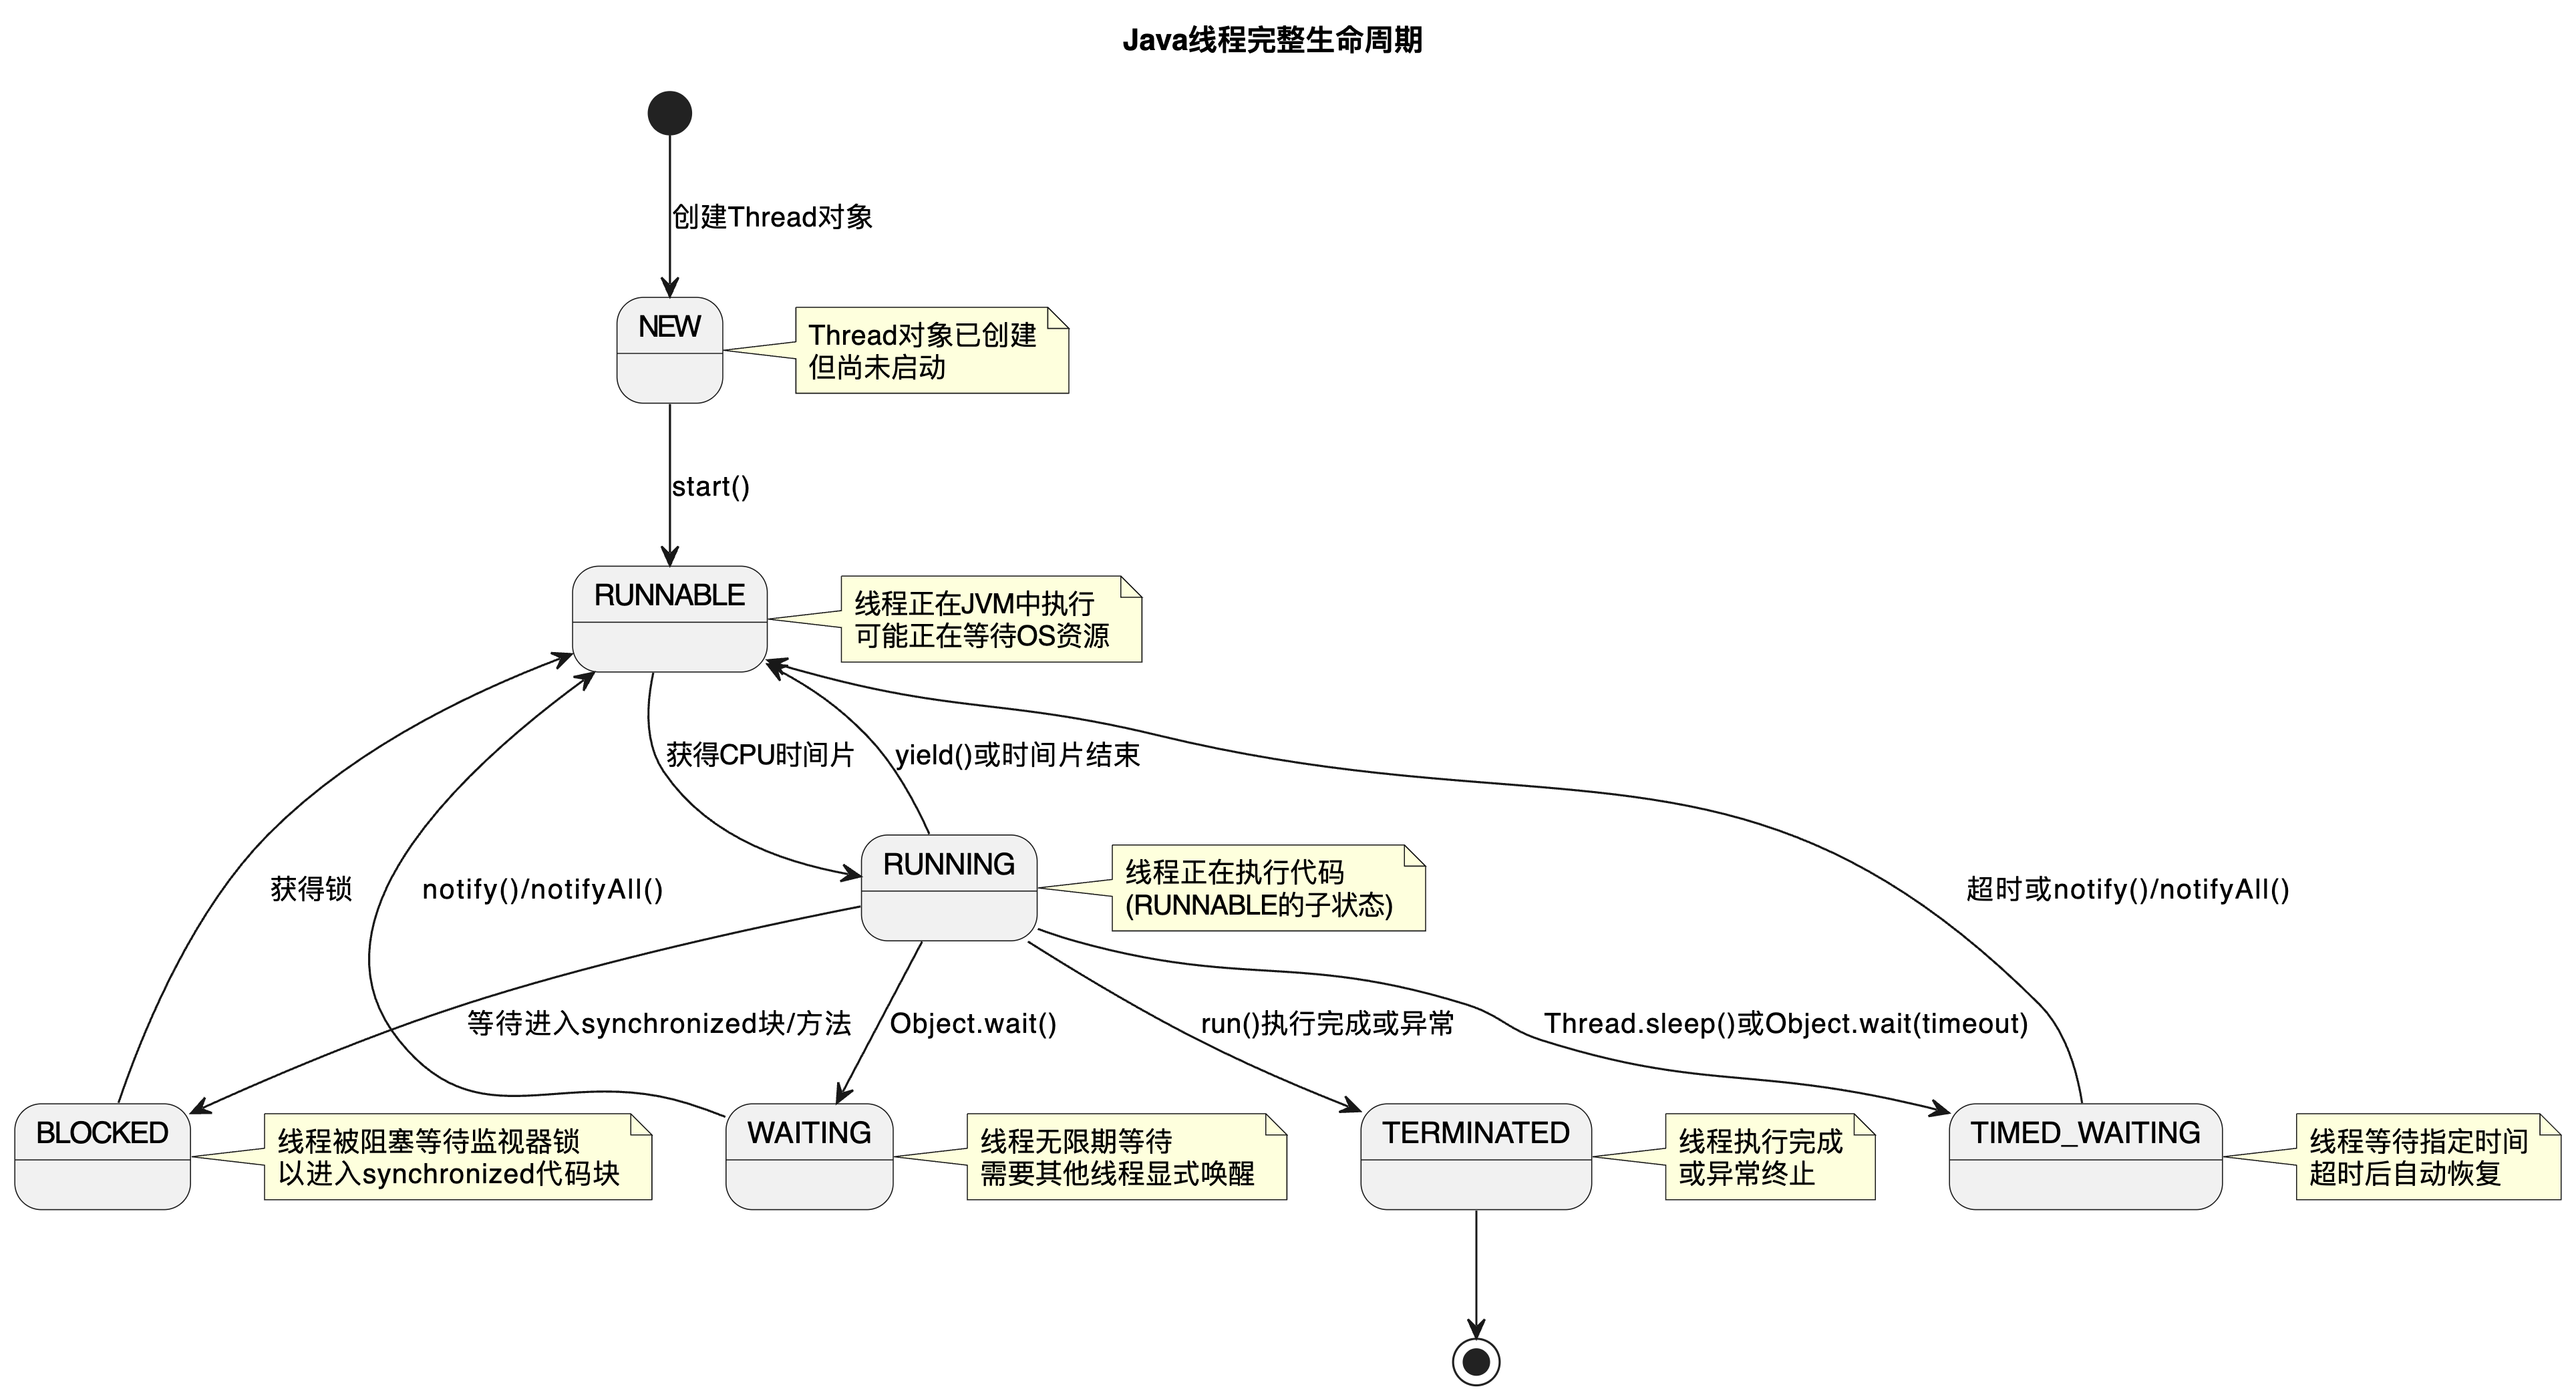 Java线程完整生命周期
创建Thread对象
NEW
Thread对象已创建
但尚未启动
start()
RUNNABLE
线程正在JVM中执行
可能正在等待OS资源
获得CPU时间片
yield()或时间片结束
RUNNING
线程正在执行代码
(RUNNABLE的子状态)
获得锁
notify()/notifyAll()
超时或notify()/notifyAll()
等待进入synchronized块/方法
Object.wait()
run()执行完成或异常
Thread.sleep()或Object.wait(timeout)
BLOCKED
线程被阻塞等待监视器锁
以进入synchronized代码块
WAITING
线程无限期等待
需要其他线程显式唤醒
TERMINATED
线程执行完成
或异常终止
TIMED_WAITING
线程等待指定时间
超时后自动恢复